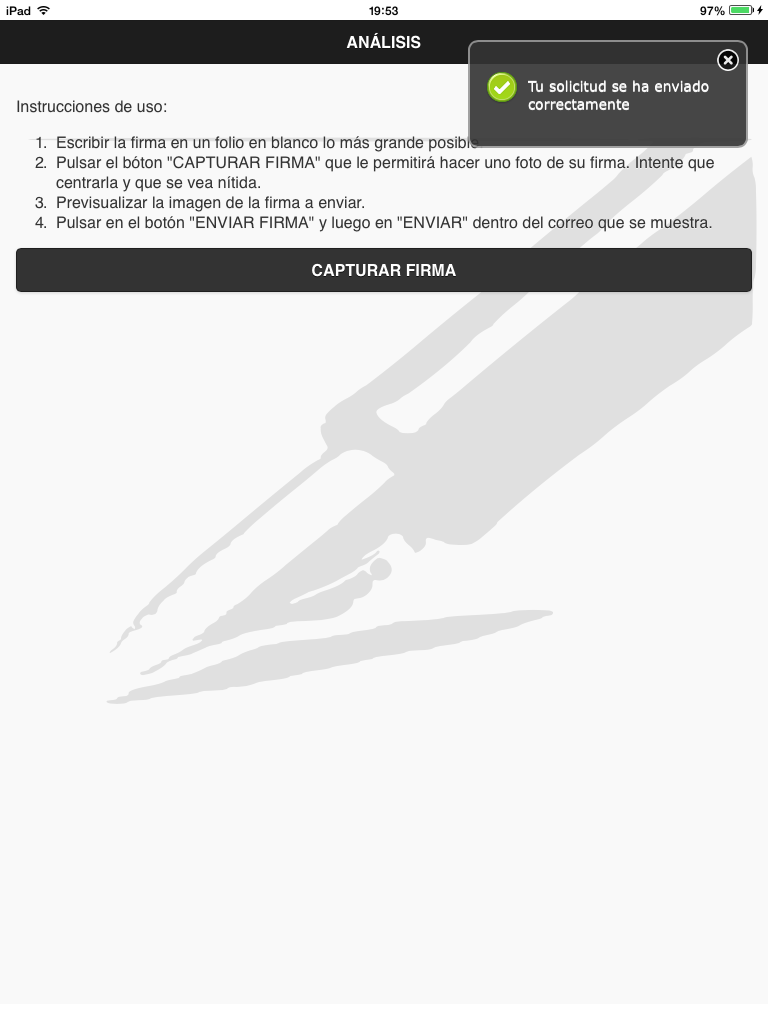 iPad 19:53 97%
ANÁLISIS
Tu solicitud se ha enviado
correctamente
Instrucciones de uso:
1. Escribir la firma en un folio en blanco lo más grande posible
2. Pulsar el bóton "CAPTURAR FIRMA" que le permitirá hacer uno foto de su firma. Intente que
centrarla y que se vea nítida.
3. Previsualizar la imagen de la firma a enviar.
4. Pulsar en el botón "ENVIAR FIRMA" y luego en "ENVIAR" dentro del correo que se muestra.
CAPTURAR FIRMA